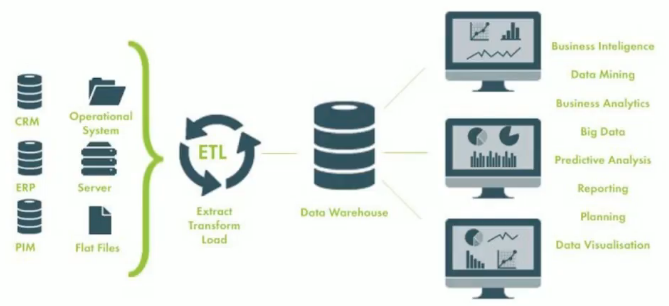 CRM
Operational
System
ERP
Server
PIM
Flat Files
ETL
Extract
Transform
Load
Data Warehouse
Business Inteligence
Data Mining
Business Analytics
Big Data
Predictive Analysis
Reporting
Planning
Data Visualisation